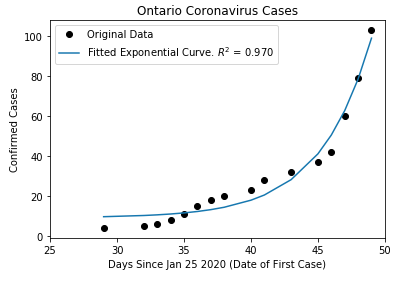 Ontario Coronavirus Cases
Original Data
Fitted Exponential Curve. R² = 0.970
Confirmed Cases
100
80
60
40
20
0
25 30 35 40 45 50
Days Since Jan 25 2020 (Date of First Case)